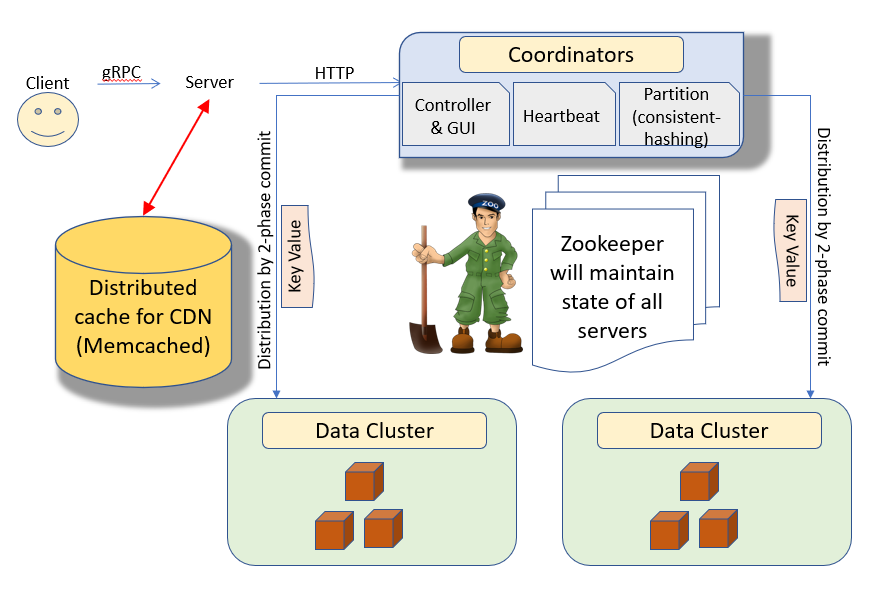 Client
gRPC
Server
HTTP
Coordinators
Controller
& GUI
Heartbeat
Partition
(consistent-
hashing)
Distribution by 2-phase commit
Key Value
ZOO
Zookeeper
will maintain
state of all
servers
Key Value
Distribution by 2-phase commit
Distributed
cache for CDN
(Memcached)
Data Cluster
Data Cluster